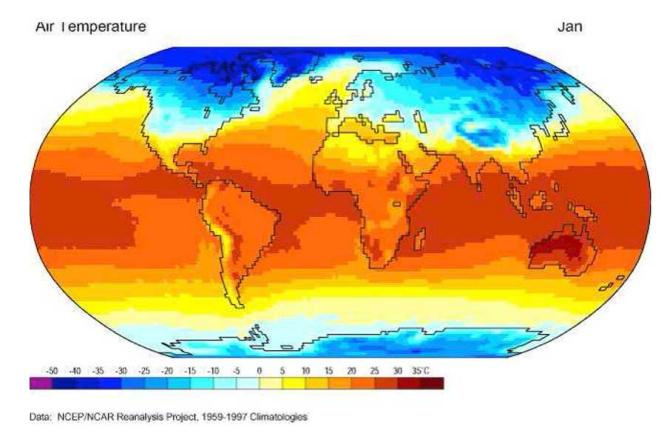 Air Temperature Jan
-50 -40 -35 -30 -25 -20 -15 -10 -5 0 5 10 15 20 25 30 35°C
Data: NCEP/NCAR Reanalysis Project, 1959-1997 Climatologies